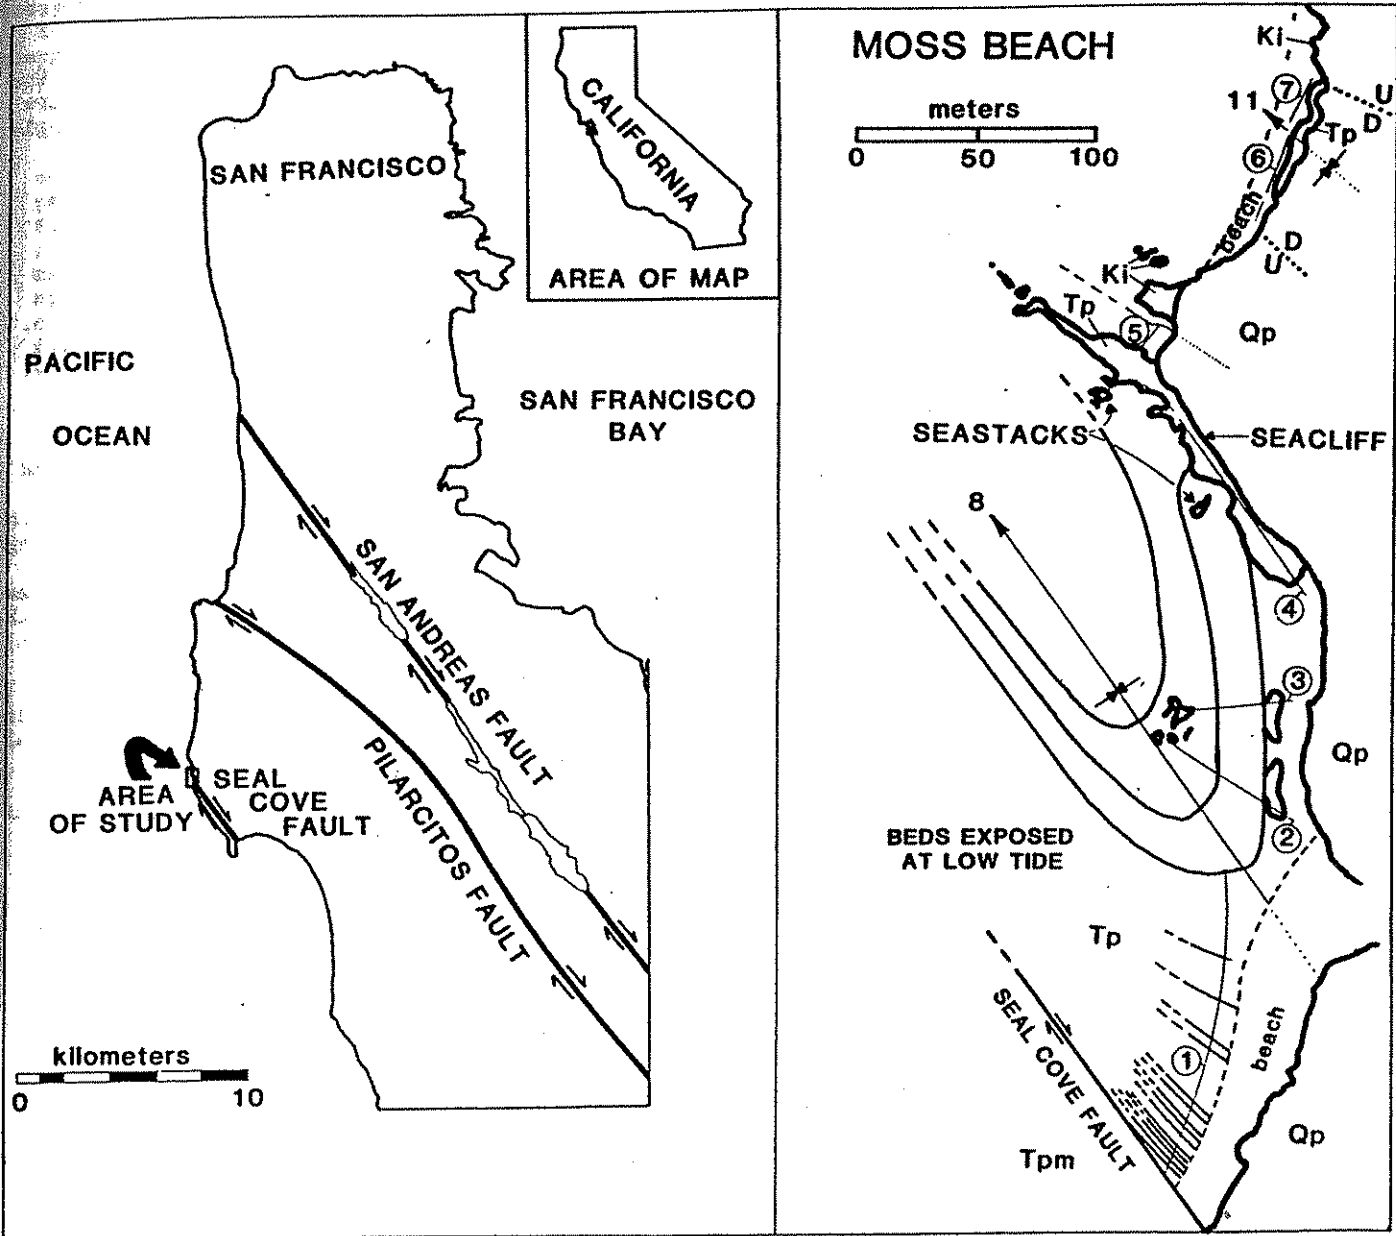 SAN FRANCISCO
CALIFORNIA
AREA OF MAP
PACIFIC
OCEAN
SAN FRANCISCO
BAY
SAN ANDREAS FAULT
PILARCITOS FAULT
AREA
OF STUDY
SEAL
COVE
FAULT
kilometers
0 10
MOSS BEACH
meters
0 50 100
Ki
7
U
D
11
Tp
6
beach
D
U
Ki
Tp
5
Qp
SEASTACKS
SEACLIFF
8
4
3
Qp
2
BEDS EXPOSED
AT LOW TIDE
Tp
SEAL COVE FAULT
1
beach
Tpm
Qp